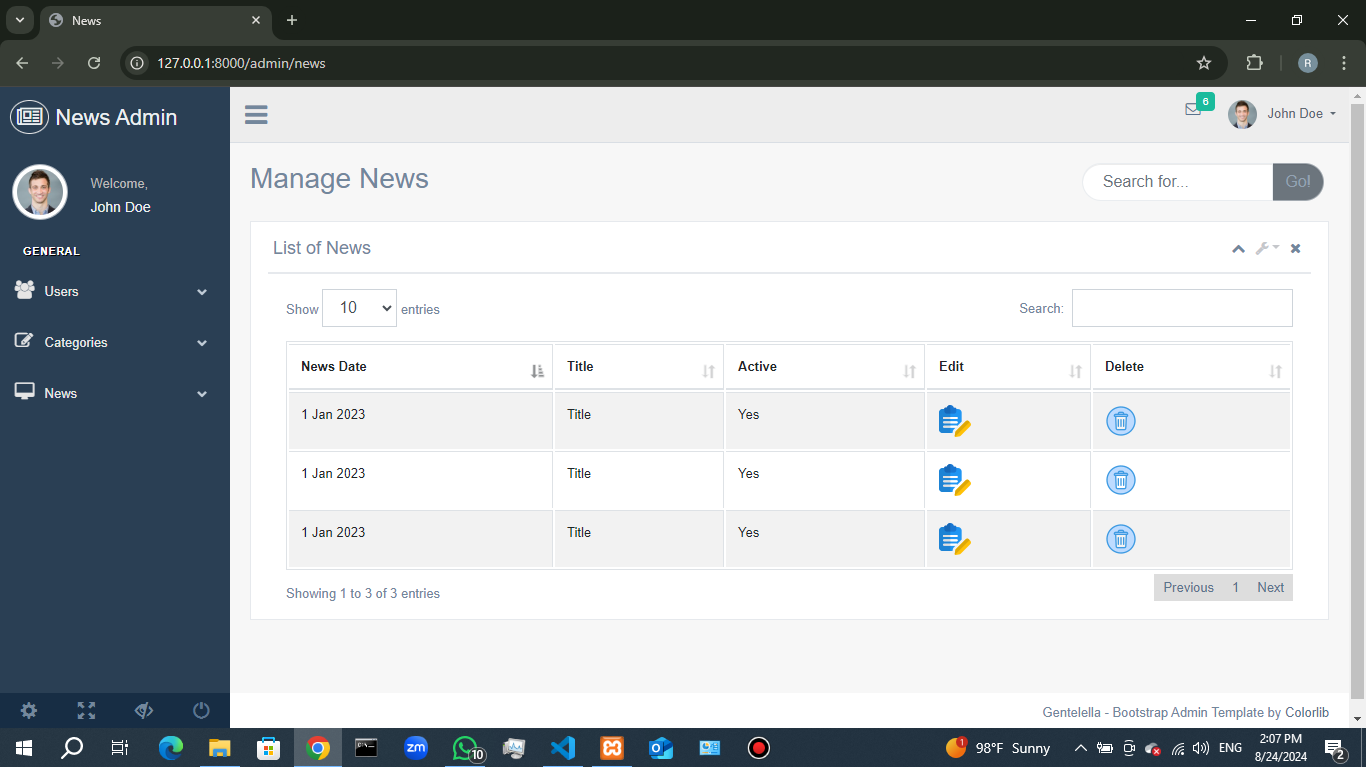 News
127.0.0.1:8000/admin/news
R
News Admin
6
John Doe
Welcome,
John Doe
Manage News
Search for...
Go!
GENERAL
Users
Categories
News
List of News
Show 10 entries
Search:
News Date Title Active Edit Delete
1 Jan 2023 Title Yes
1 Jan 2023 Title Yes
1 Jan 2023 Title Yes
Showing 1 to 3 of 3 entries
Previous 1 Next
Gentelella - Bootstrap Admin Template by Colorlib
zm
10
1
98°F Sunny
ENG
2:07 PM
8/24/2024
2